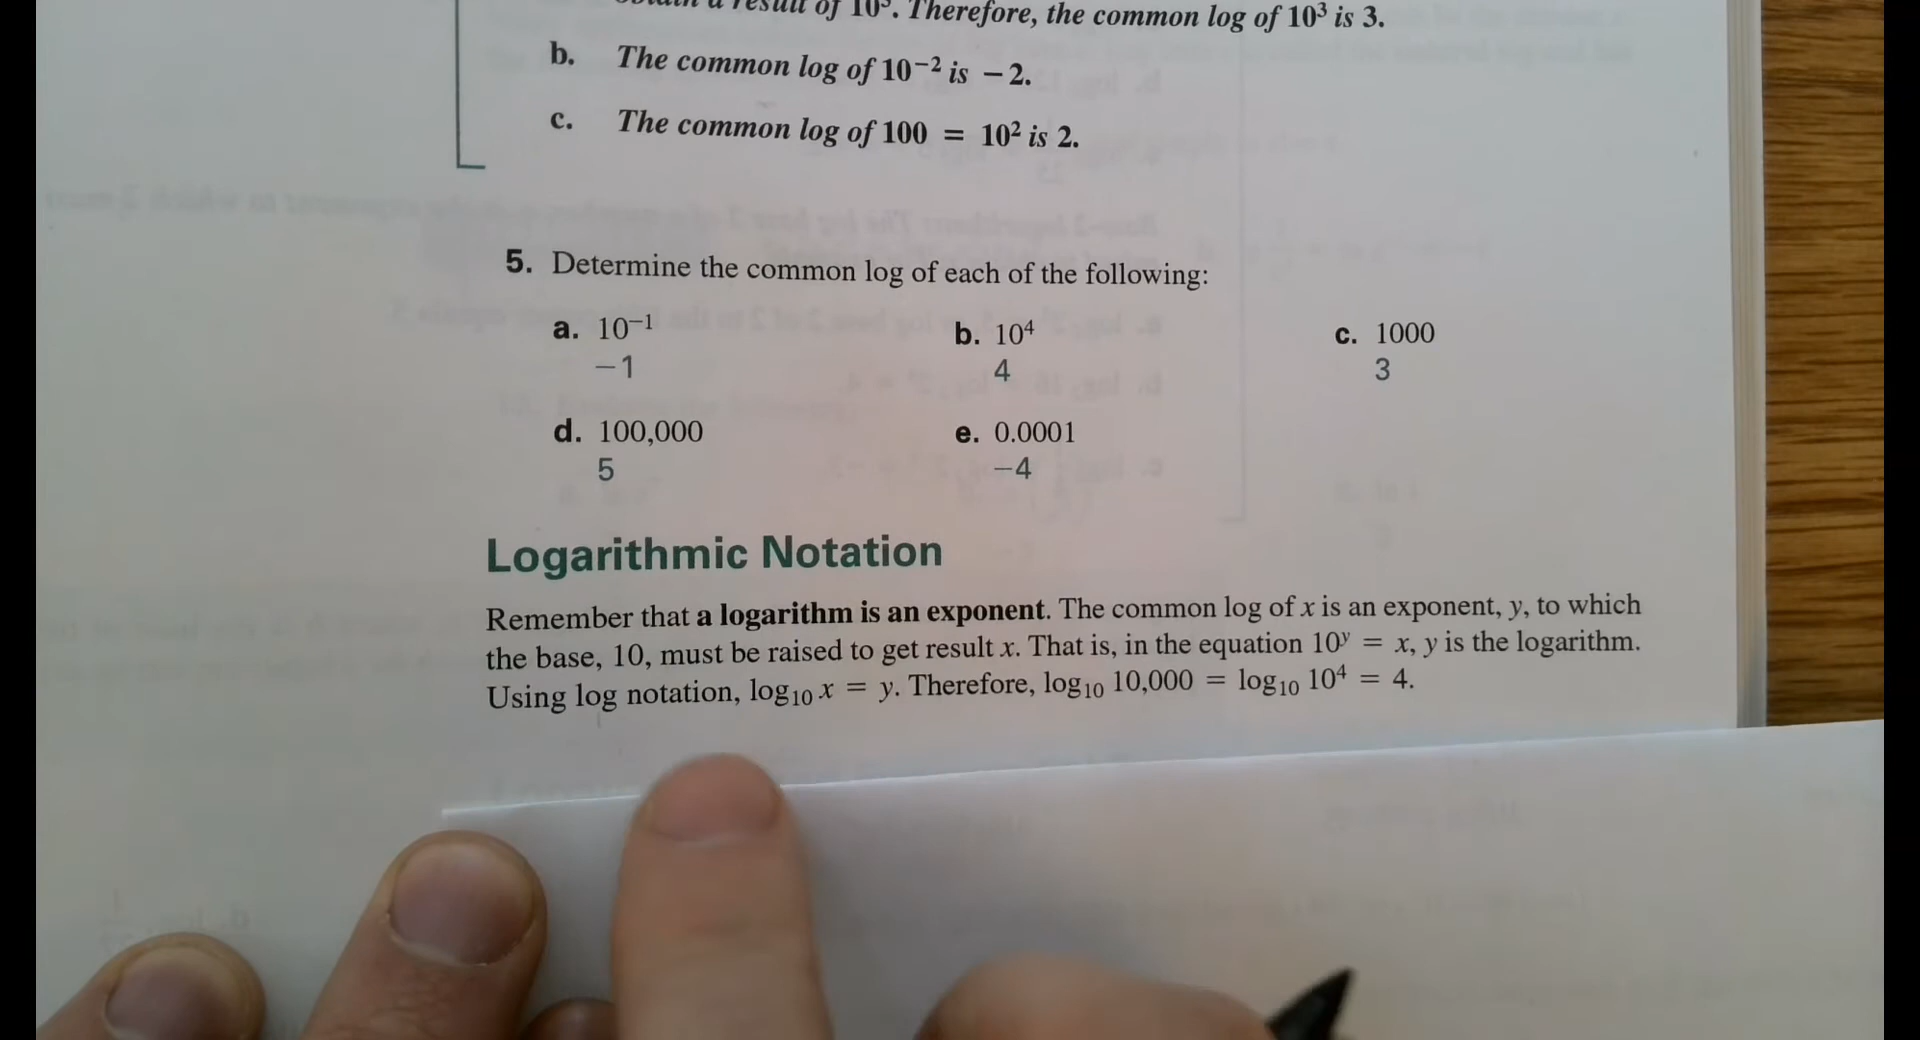 a result of 10³. Therefore, the common log of 10³ is 3.
b. The common log of 10⁻² is −2.
c. The common log of 100 = 10² is 2.
5. Determine the common log of each of the following:
a. 10⁻¹ b. 10⁴ c. 1000
−1 4 3
d. 100,000 e. 0.0001
5 −4
Logarithmic Notation
Remember that a logarithm is an exponent. The common log of x is an exponent, y, to which
the base, 10, must be raised to get result x. That is, in the equation 10ʸ = x, y is the logarithm.
Using log notation, log₁₀ x = y. Therefore, log₁₀ 10,000 = log₁₀ 10⁴ = 4.